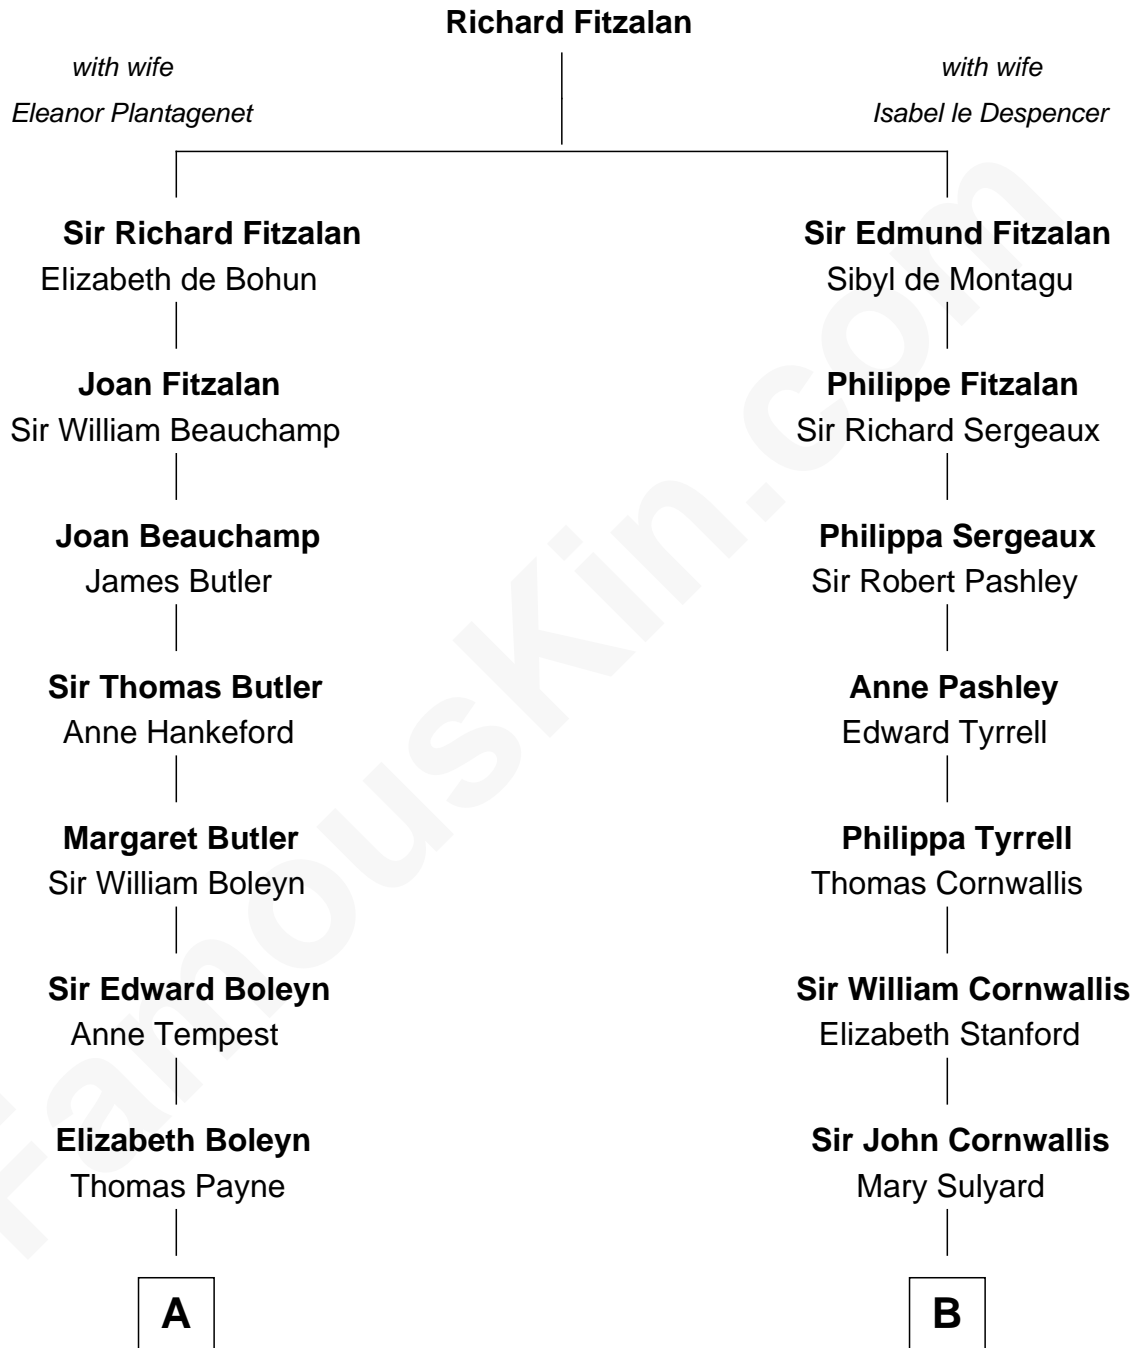 Richard Fitzalan
with wife
Eleanor Plantagenet
with wife
Isabel le Despencer
Sir Richard Fitzalan
Elizabeth de Bohun
Sir Edmund Fitzalan
Sibyl de Montagu
Joan Fitzalan
Sir William Beauchamp
Philippe Fitzalan
Sir Richard Sergeaux
Joan Beauchamp
James Butler
Philippa Sergeaux
Sir Robert Pashley
Sir Thomas Butler
Anne Hankeford
Anne Pashley
Edward Tyrrell
Margaret Butler
Sir William Boleyn
Philippa Tyrrell
Thomas Cornwallis
Sir Edward Boleyn
Anne Tempest
Sir William Cornwallis
Elizabeth Stanford
Elizabeth Boleyn
Thomas Payne
Sir John Cornwallis
Mary Sulyard
A
B
FamousKin.com